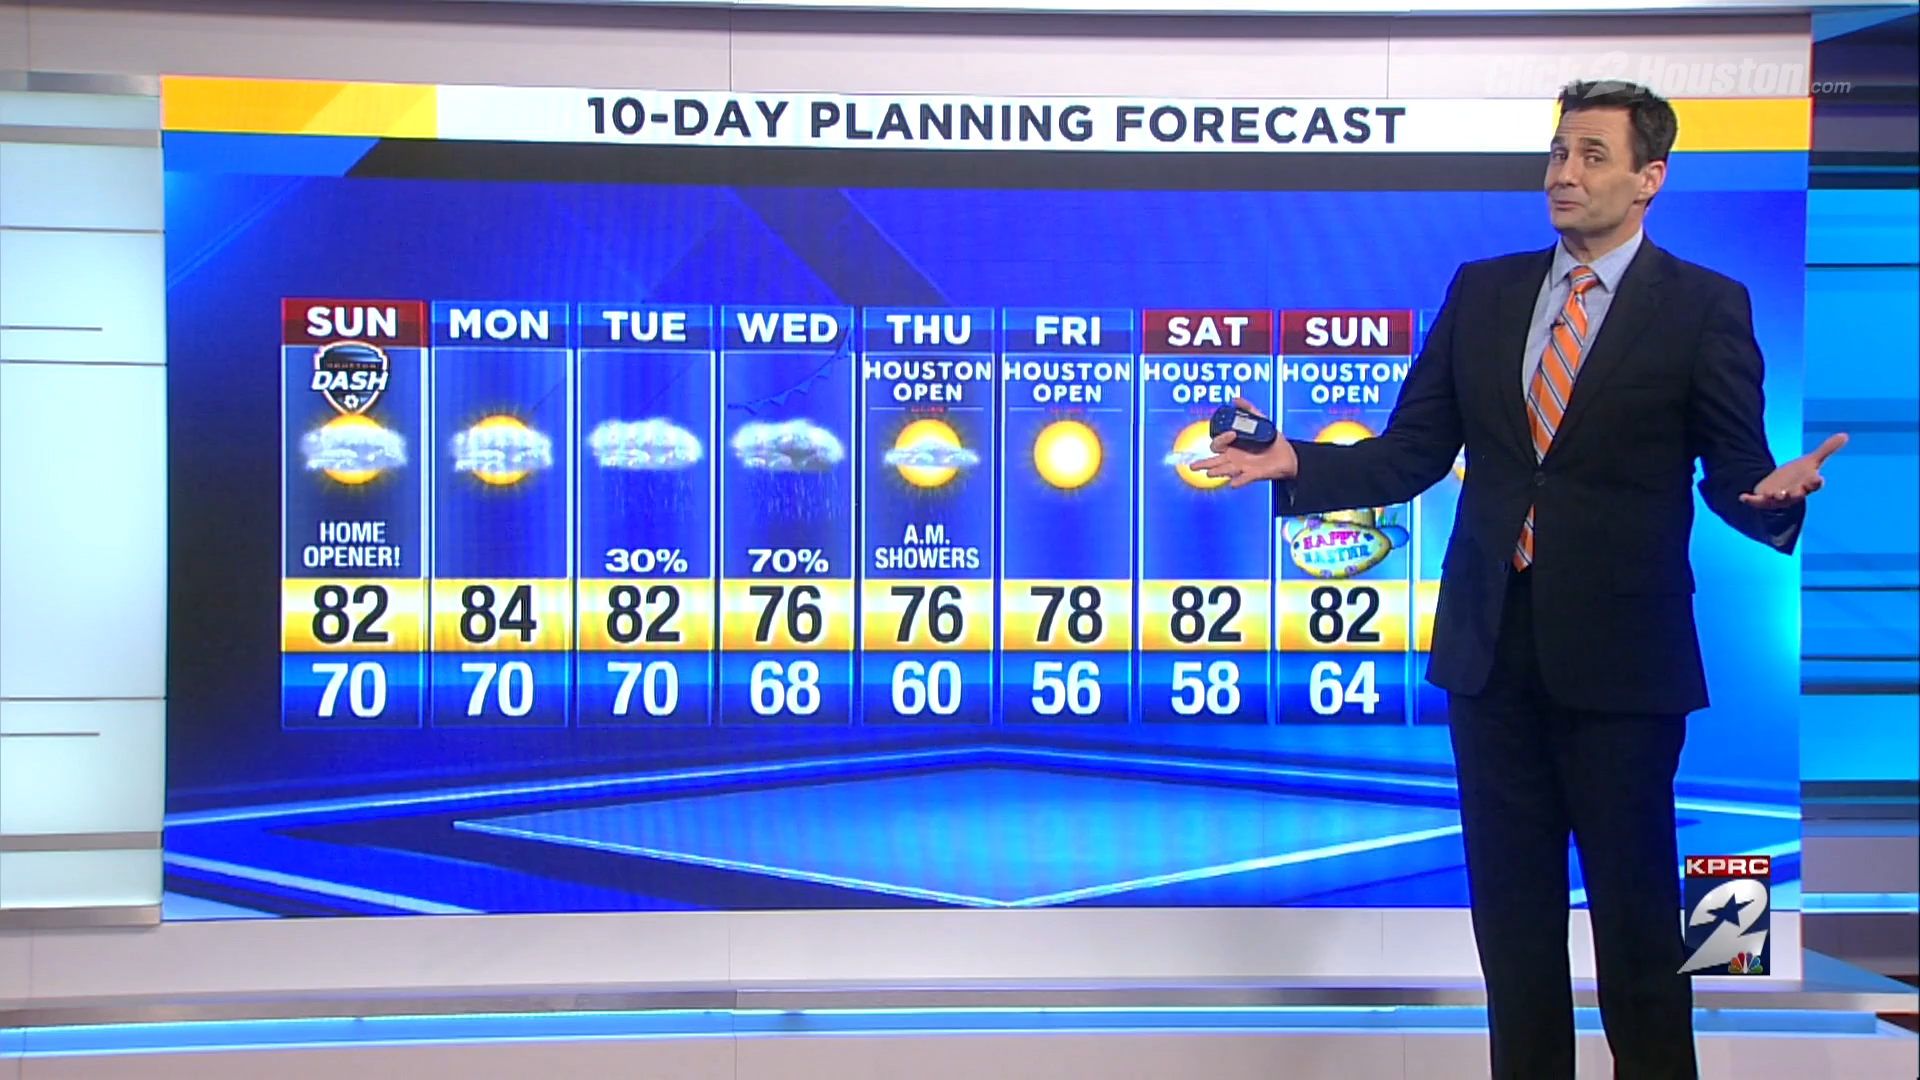 Click2Houston.com
10-DAY PLANNING FORECAST
SUN MON TUE WED THU FRI SAT SUN
HOUSTON
DASH
HOUSTON OPEN
HOUSTON OPEN
HOUSTON OPEN
HOUSTON OPEN
HOME
OPENER!
30%
70%
A.M.
SHOWERS
HAPPY
EASTER
82 84 82 76 76 78 82 82
70 70 70 68 60 56 58 64
KPRC
2